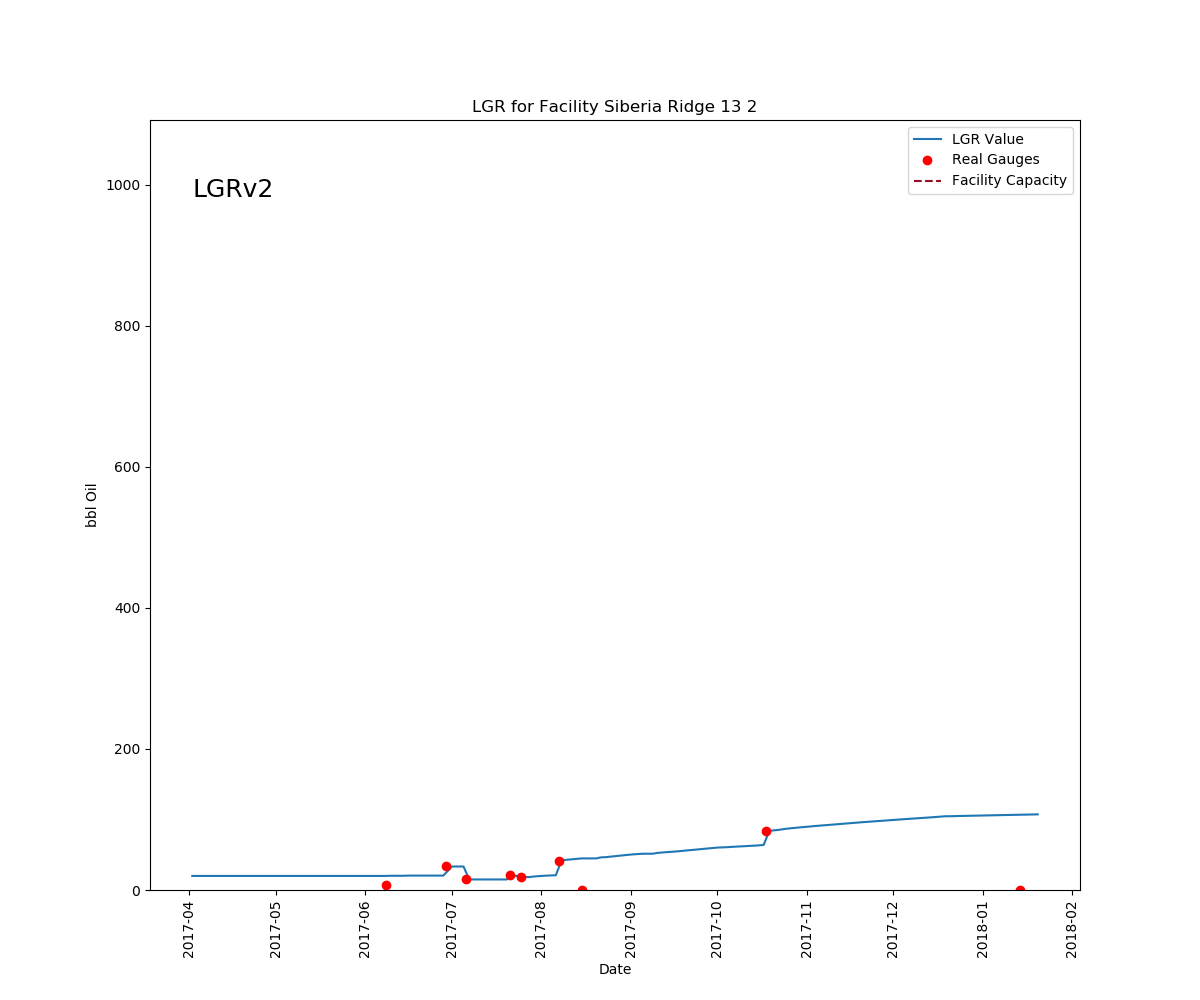 LGR for Facility Siberia Ridge 13 2
LGRv2
LGR Value
Real Gauges
Facility Capacity
1000
800
600
400
200
0
bbl Oil
2017-04
2017-05
2017-06
2017-07
2017-08
2017-09
2017-10
2017-11
2017-12
2018-01
2018-02
Date